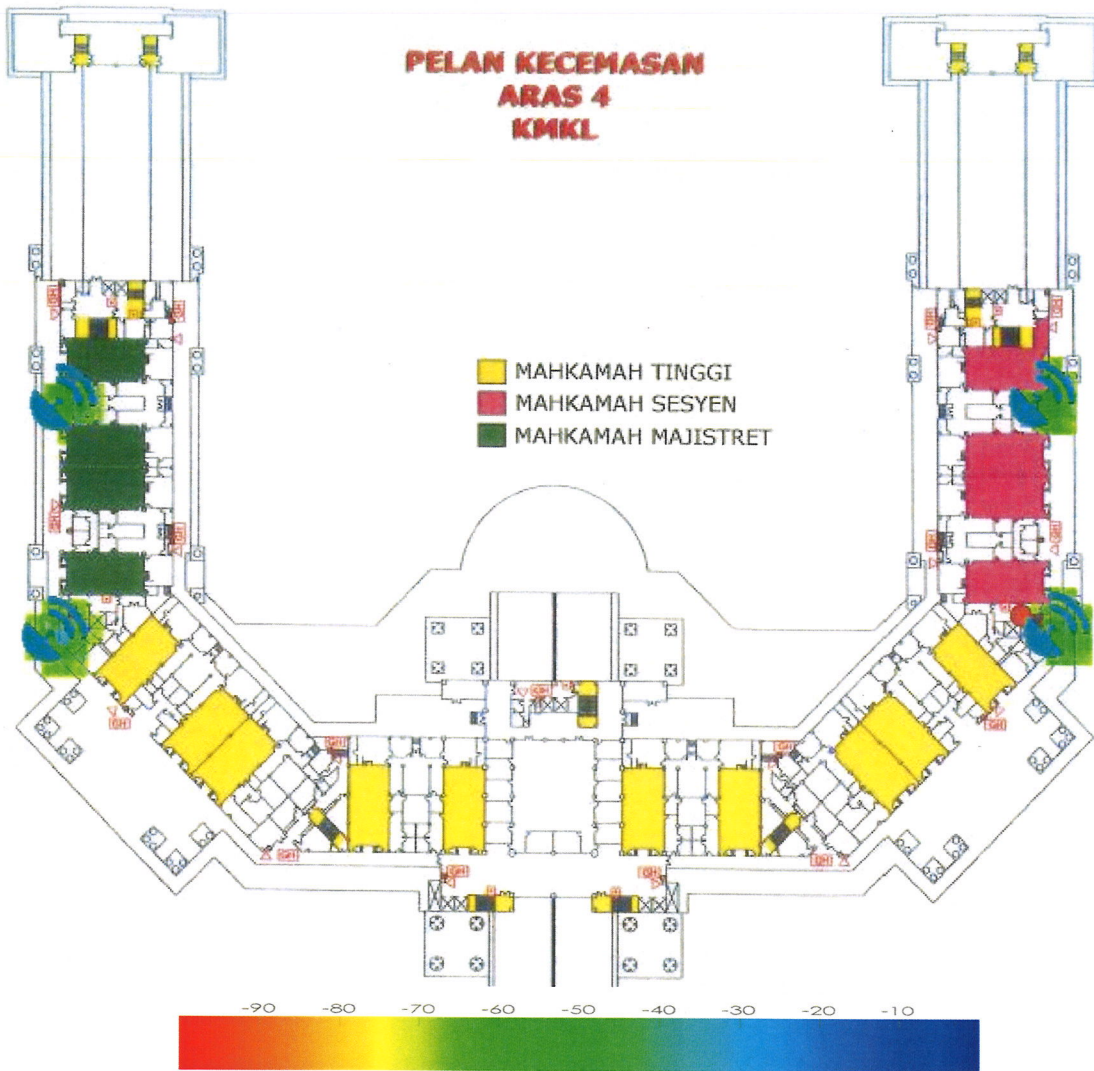 PELAN KECEMASAN
ARAS 4
KMKL
MAHKAMAH TINGGI
MAHKAMAH SESYEN
MAHKAMAH MAJISTRET
-90 -80 -70 -60 -50 -40 -30 -20 -10